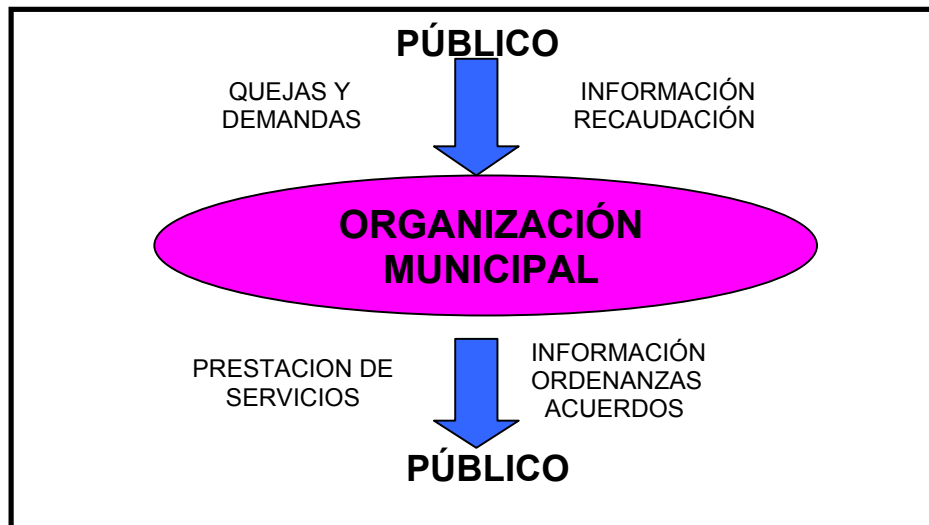 PÚBLICO
QUEJAS Y
DEMANDAS
INFORMACIÓN
RECAUDACIÓN
ORGANIZACIÓN
MUNICIPAL
PRESTACION DE
SERVICIOS
INFORMACIÓN
ORDENANZAS
ACUERDOS
PÚBLICO